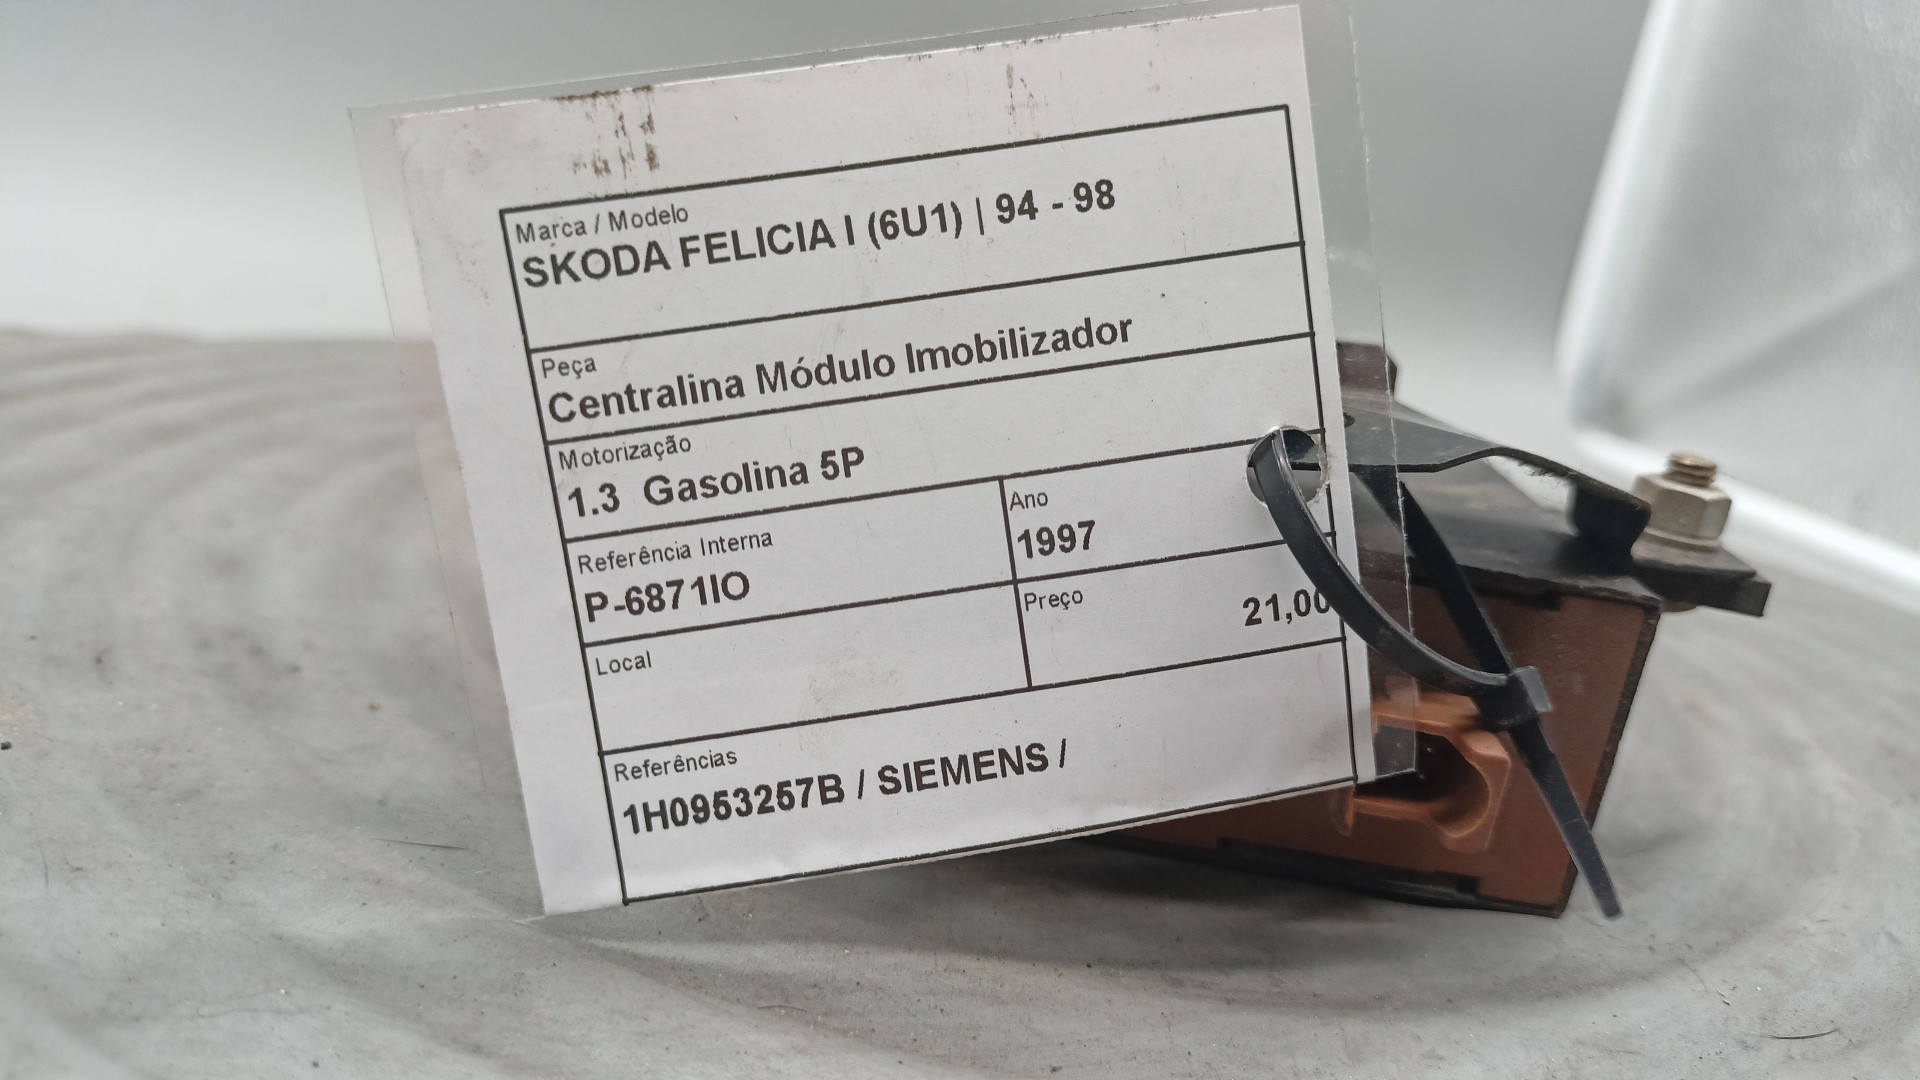 Marca / Modelo
SKODA FELICIA I (6U1) | 94 - 98
Peça
Centralina Módulo Imobilizador
Motorização
1.3 Gasolina 5P
Referência Interna
P-6871IO
Ano
1997
Local
Preço
21,00
Referências
1H0953257B / SIEMENS /